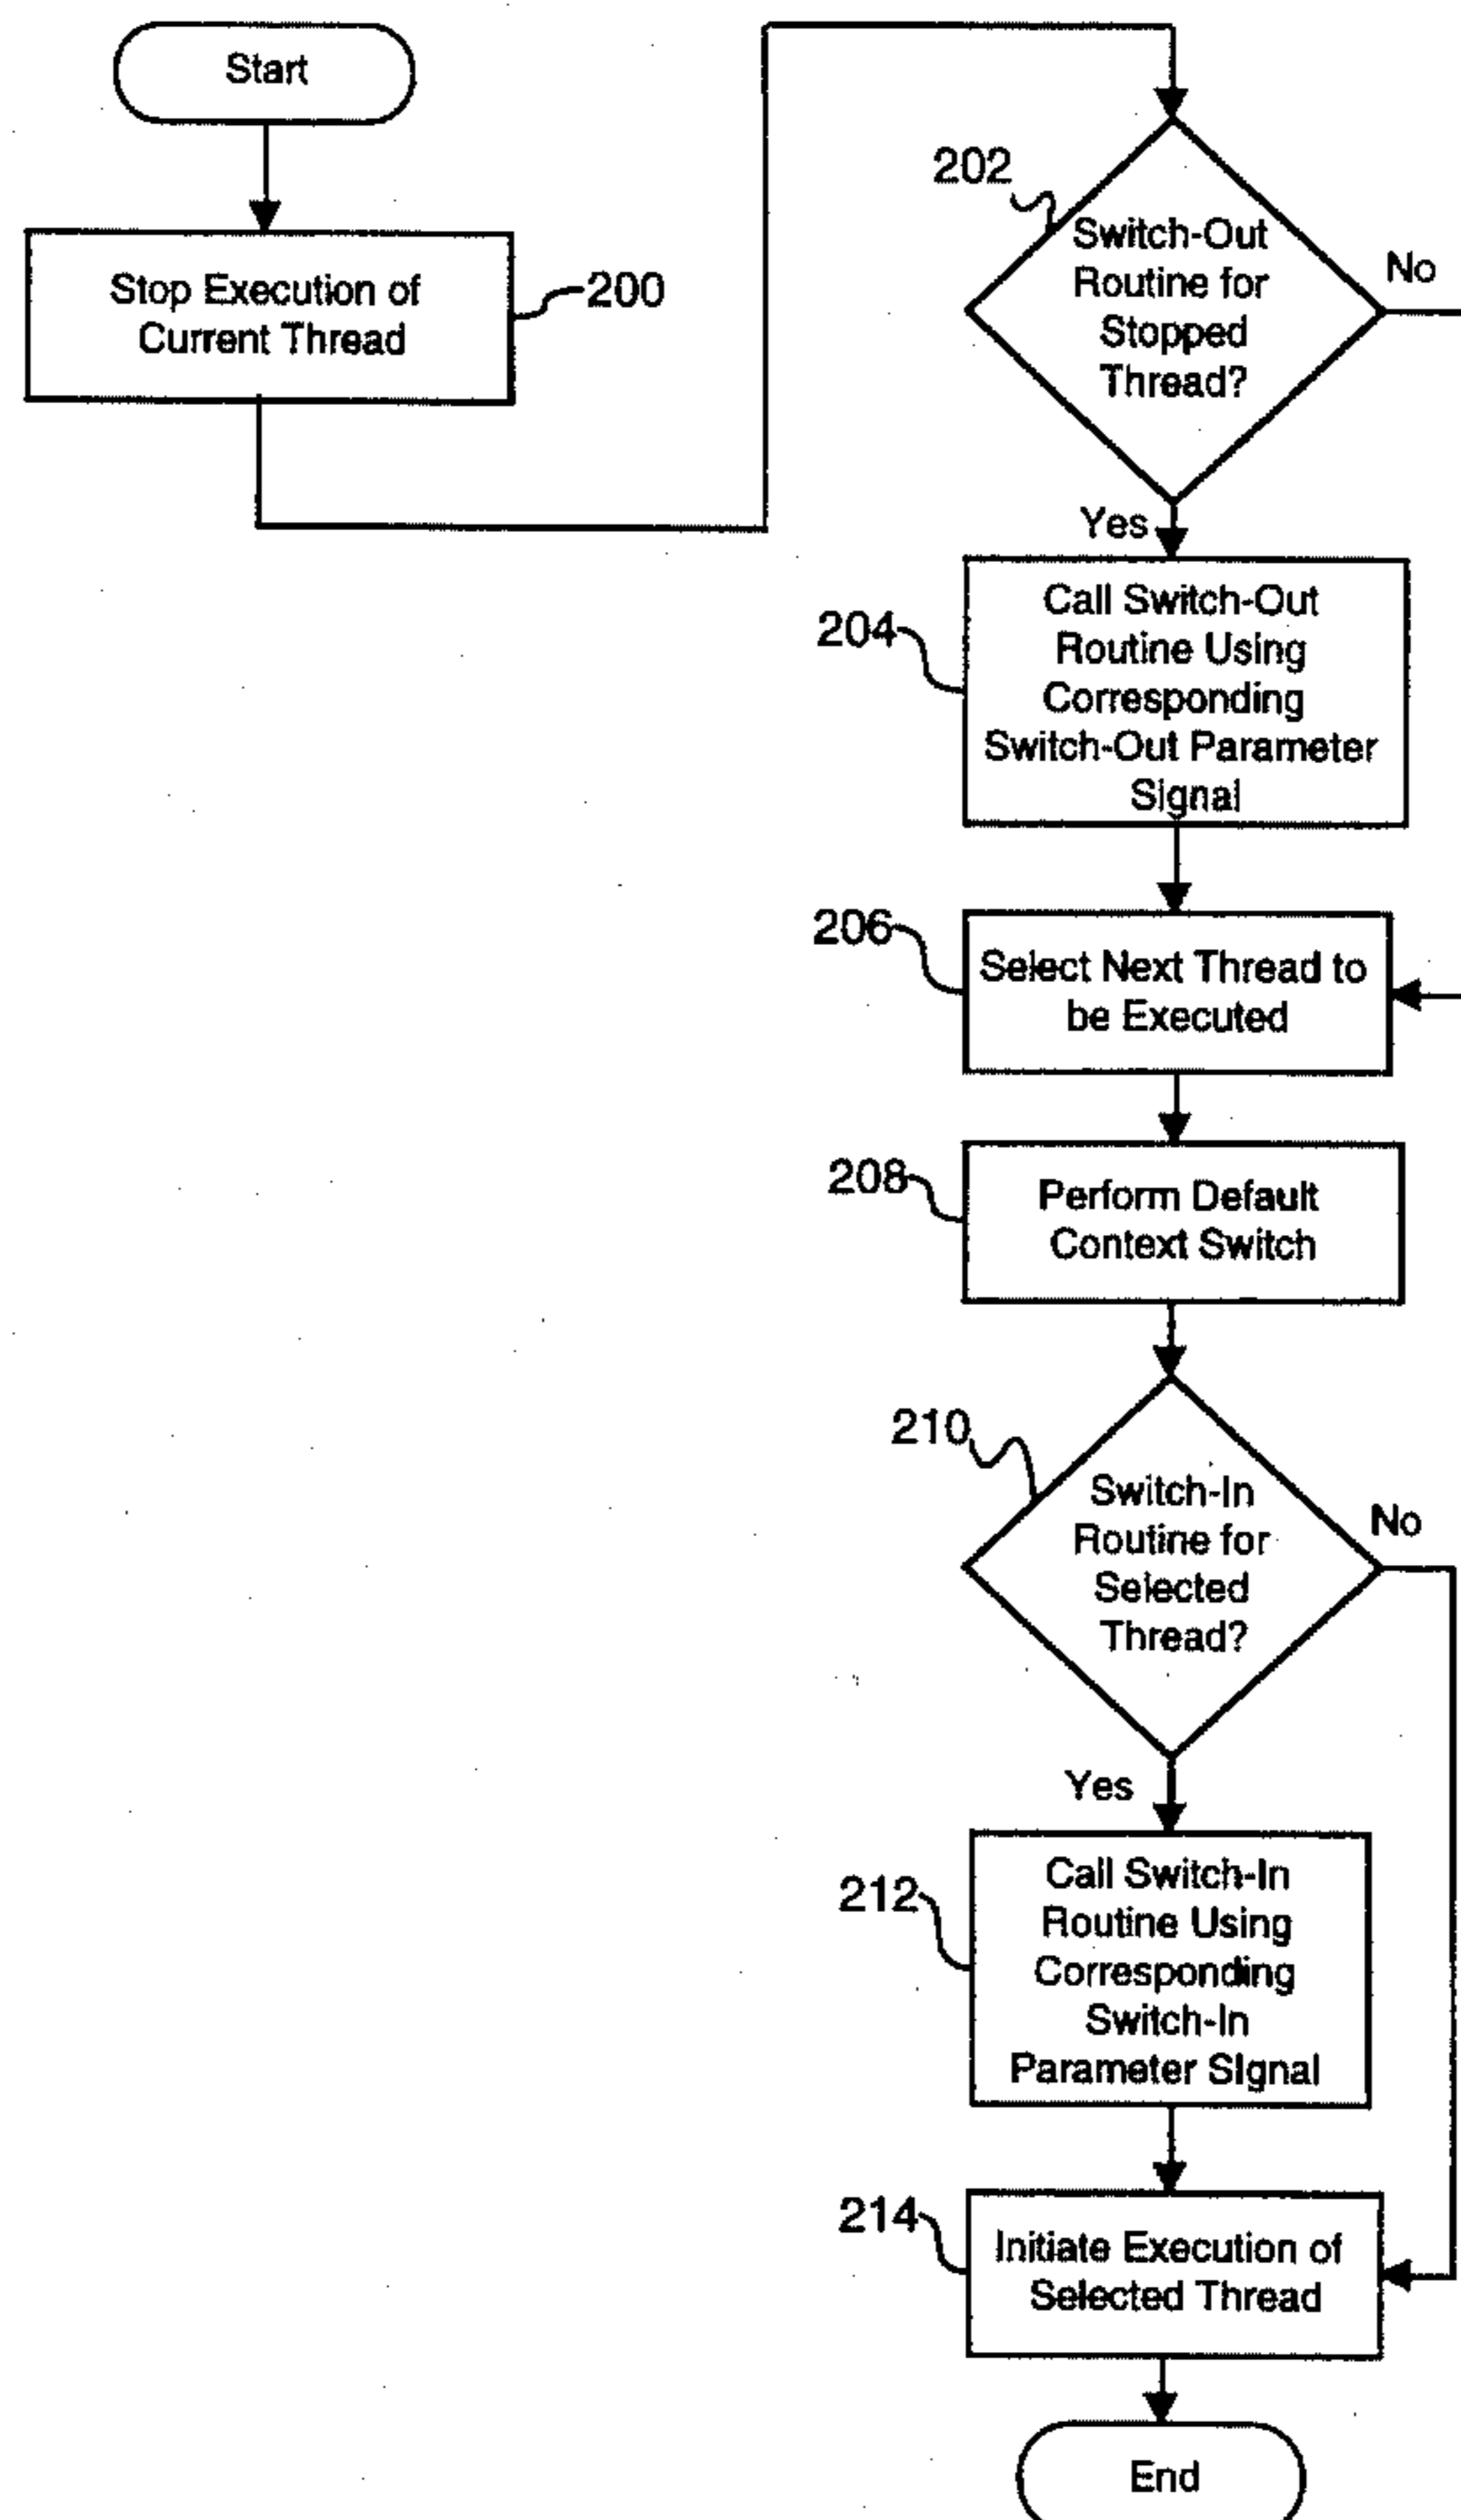 Start
Stop Execution of
Current Thread
200
202
Switch-Out
Routine for
Stopped
Thread?
No
Yes
204
Call Switch-Out
Routine Using
Corresponding
Switch-Out Parameter
Signal
206
Select Next Thread to
be Executed
208
Perform Default
Context Switch
210
Switch-In
Routine for
Selected
Thread?
No
Yes
212
Call Switch-In
Routine Using
Corresponding
Switch-In
Parameter Signal
214
Initiate Execution of
Selected Thread
End